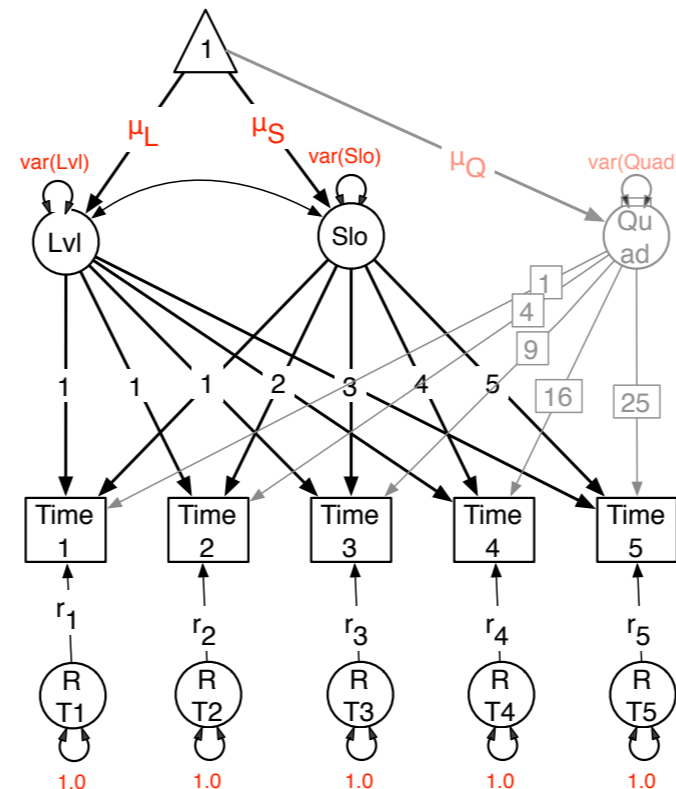 1
μL
μS
μQ
var(Lvl)
var(Slo)
var(Quad
Lvl
Slo
Qu
ad
1
4
9
16
25
1
1
1
2
3
4
5
Time
1
Time
2
Time
3
Time
4
Time
5
r1
r2
r3
r4
r5
R
T1
R
T2
R
T3
R
T4
R
T5
1.0
1.0
1.0
1.0
1.0